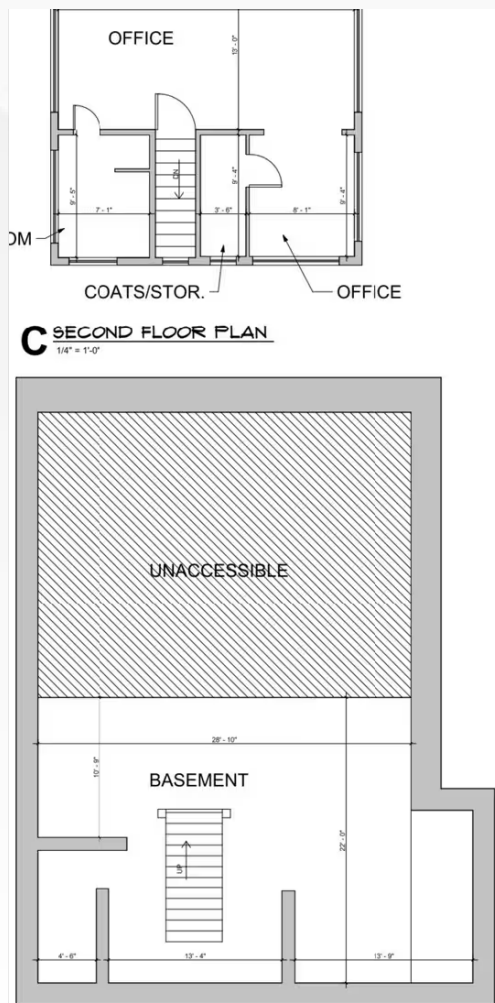 OFFICE
13' - 0"
DN
9' - 5"
9' - 4"
9' - 4"
7' - 1"
3' - 6"
8' - 1"
OM
COATS/STOR.
OFFICE
C SECOND FLOOR PLAN
1/4" = 1'-0"
UNACCESSIBLE
28' - 10"
10' - 9"
BASEMENT
22' - 0"
UP
4' - 6"
13' - 4"
13' - 9"